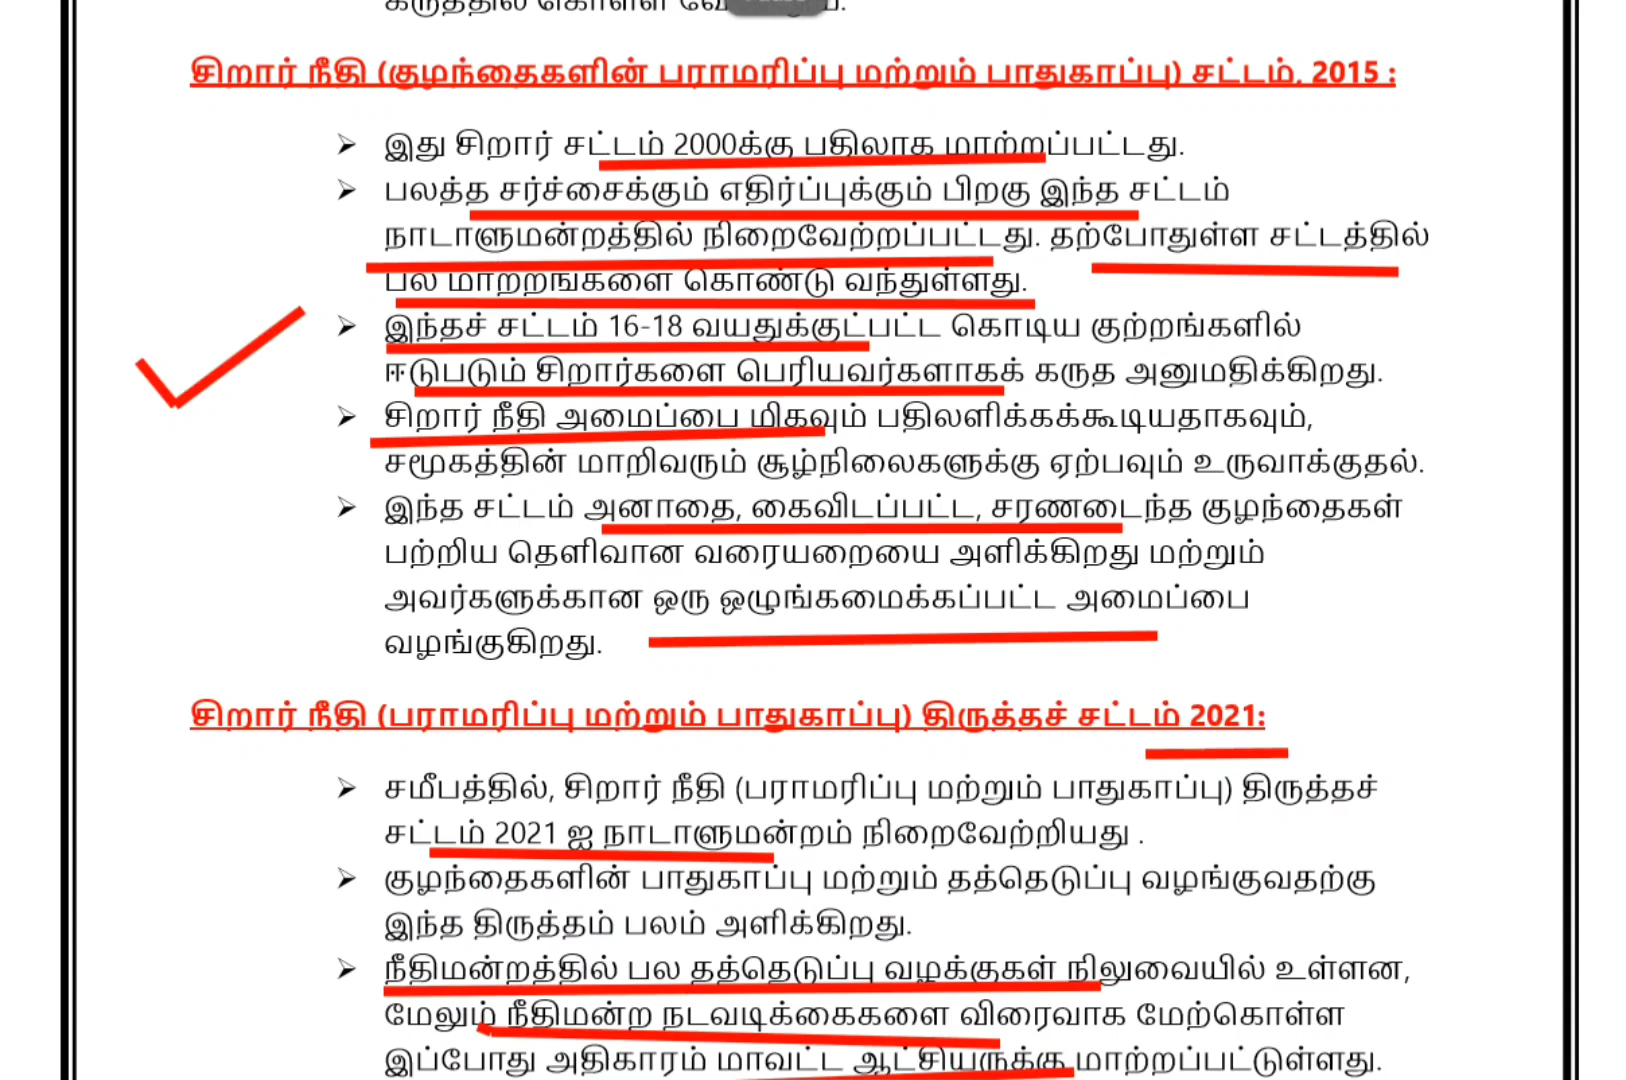 கருத்தில் கொள்ள
சிறார் நீதி (குழந்தைகளின் பராமரிப்பு மற்றும் பாதுகாப்பு) சட்டம், 2015 :
➢ இது சிறார் சட்டம் 2000க்கு பதிலாக மாற்றப்பட்டது.
➢ பலத்த சர்ச்சைக்கும் எதிர்ப்புக்கும் பிறகு இந்த சட்டம்
நாடாளுமன்றத்தில் நிறைவேற்றப்பட்டது. தற்போதுள்ள சட்டத்தில்
பல மாற்றங்களை கொண்டு வந்துள்ளது.
➢ இந்தச் சட்டம் 16-18 வயதுக்குட்பட்ட கொடிய குற்றங்களில்
ஈடுபடும் சிறார்களை பெரியவர்களாகக் கருத அனுமதிக்கிறது.
➢ சிறார் நீதி அமைப்பை மிகவும் பதிலளிக்கக்கூடியதாகவும்,
சமூகத்தின் மாறிவரும் சூழ்நிலைகளுக்கு ஏற்பவும் உருவாக்குதல்.
➢ இந்த சட்டம் அனாதை, கைவிடப்பட்ட, சரணடைந்த குழந்தைகள்
பற்றிய தெளிவான வரையறையை அளிக்கிறது மற்றும்
அவர்களுக்கான ஒரு ஒழுங்கமைக்கப்பட்ட அமைப்பை
வழங்குகிறது.
சிறார் நீதி (பராமரிப்பு மற்றும் பாதுகாப்பு) திருத்தச் சட்டம் 2021:
➢ சமீபத்தில், சிறார் நீதி (பராமரிப்பு மற்றும் பாதுகாப்பு) திருத்தச்
சட்டம் 2021 ஐ நாடாளுமன்றம் நிறைவேற்றியது .
➢ குழந்தைகளின் பாதுகாப்பு மற்றும் தத்தெடுப்பு வழங்குவதற்கு
இந்த திருத்தம் பலம் அளிக்கிறது.
➢ நீதிமன்றத்தில் பல தத்தெடுப்பு வழக்குகள் நிலுவையில் உள்ளன,
மேலும் நீதிமன்ற நடவடிக்கைகளை விரைவாக மேற்கொள்ள
இப்போது அதிகாரம் மாவட்ட ஆட்சியருக்கு மாற்றப்பட்டுள்ளது.